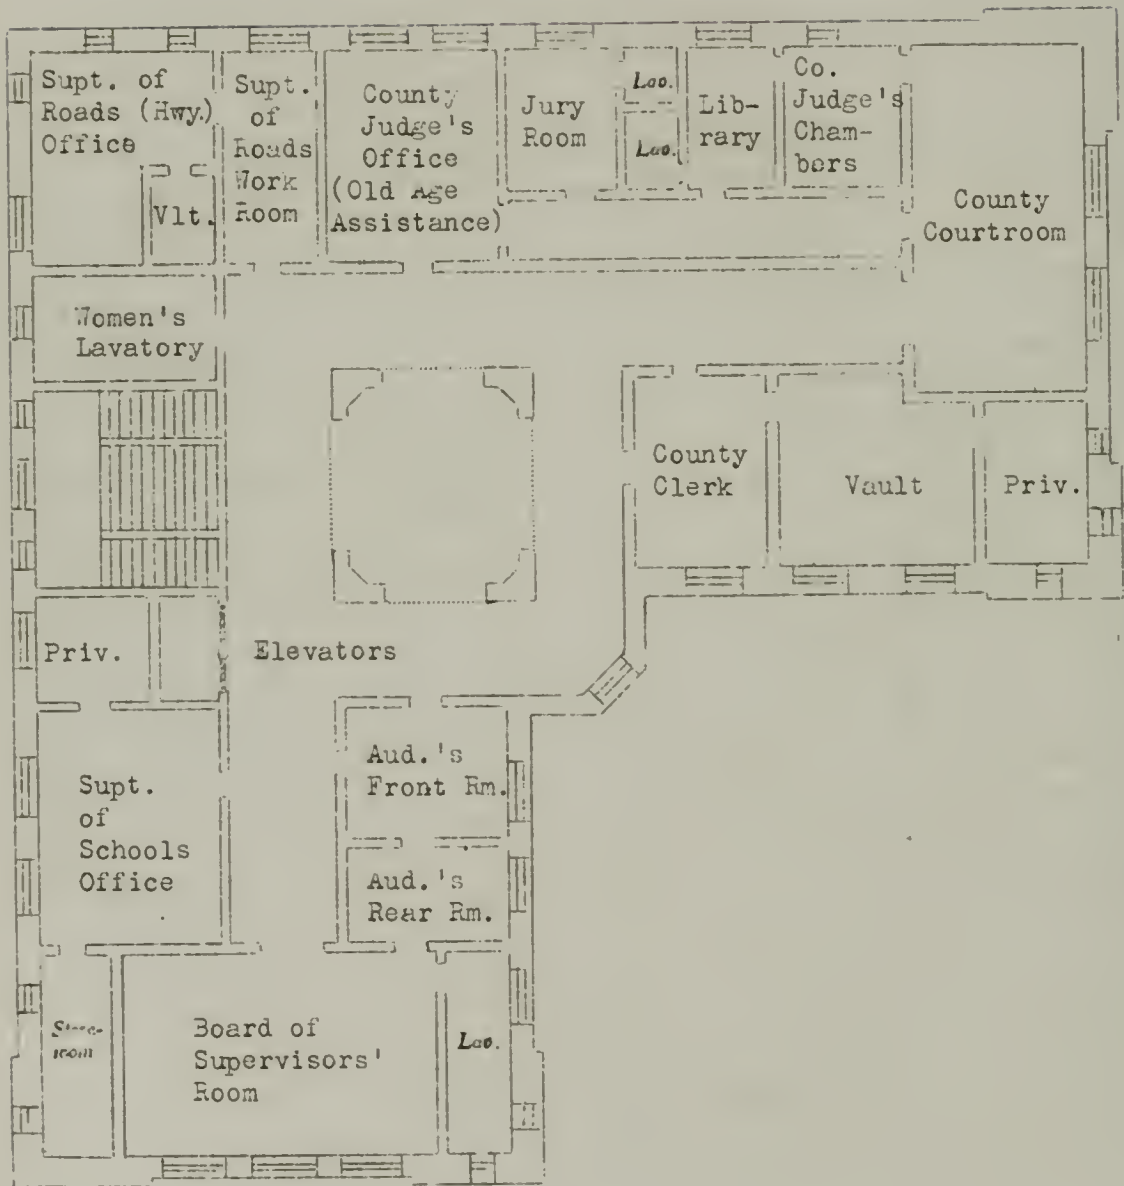 Supt. of
Roads (Hwy.)
Office
Vlt.
Supt.
of
Roads
Work
Room
County
Judge's
Office
(Old Age
Assistance)
Jury
Room
Lav.
Lav.
Lib-
rary
Co.
Judge's
Cham-
bers
County
Courtroom
Women's
Lavatory
County
Clerk
Vault
Priv.
Priv.
Elevators
Aud.'s
Front Rm.
Supt.
of
Schools
Office
Aud.'s
Rear Rm.
Store-
room
Board of
Supervisors'
Room
Lav.